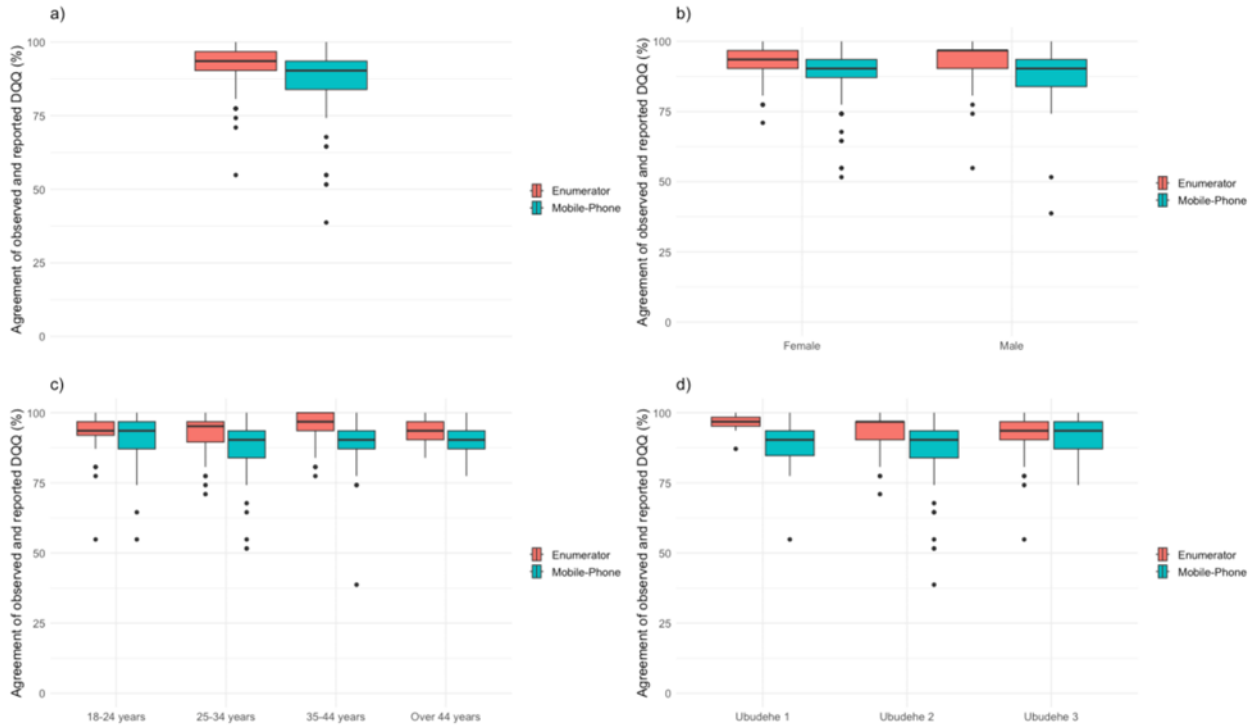 a)
Agreement of observed and reported DQQ (%)
100
75
50
25
0
Enumerator
Mobile-Phone
b)
Agreement of observed and reported DQQ (%)
100
75
50
25
0
Female
Male
Enumerator
Mobile-Phone
c)
Agreement of observed and reported DQQ (%)
100
75
50
25
0
18-24 years
25-34 years
35-44 years
Over 44 years
Enumerator
Mobile-Phone
d)
Agreement of observed and reported DQQ (%)
100
75
50
25
0
Ubudehe 1
Ubudehe 2
Ubudehe 3
Enumerator
Mobile-Phone